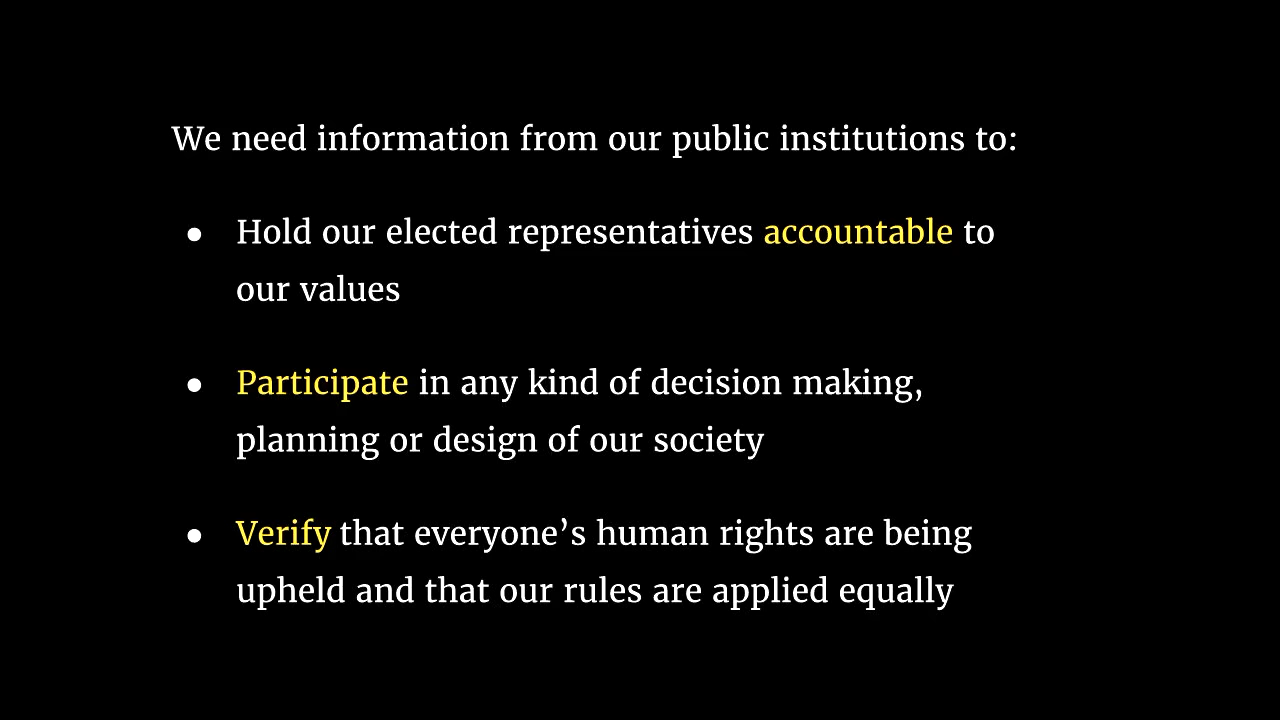 We need information from our public institutions to:
● Hold our elected representatives accountable to
our values
● Participate in any kind of decision making,
planning or design of our society
● Verify that everyone’s human rights are being
upheld and that our rules are applied equally